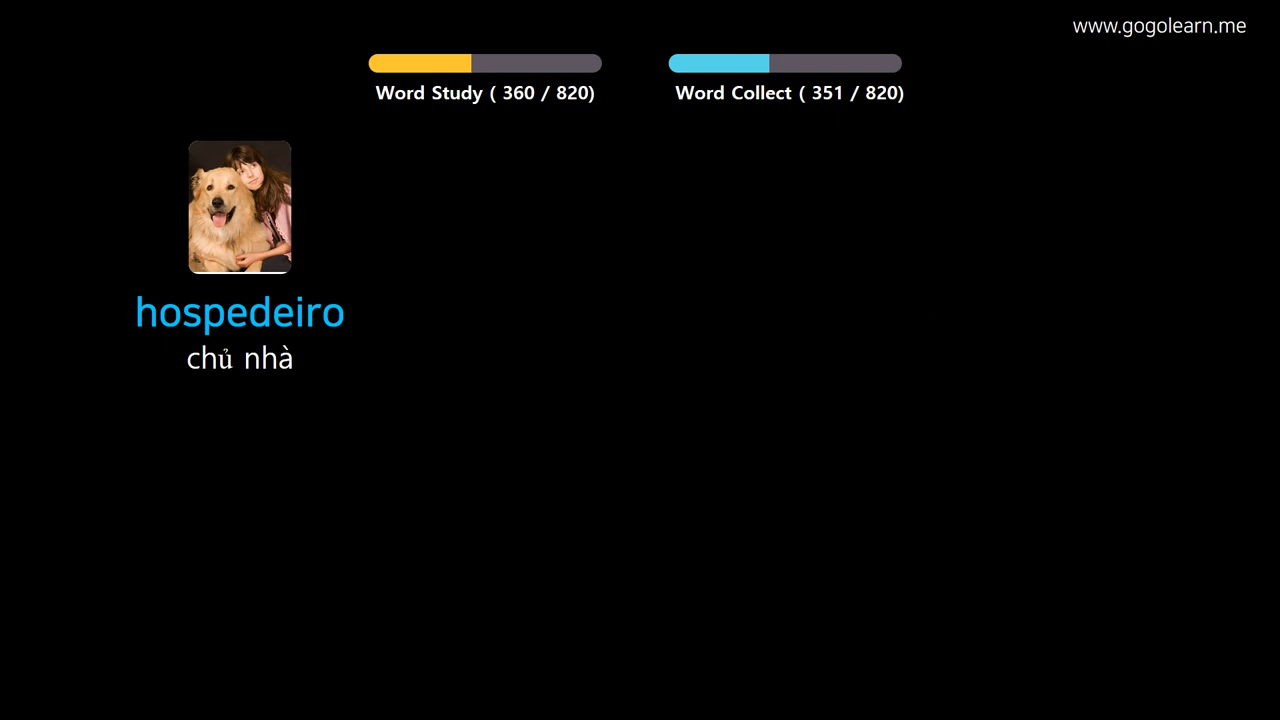 www.gogolearn.me
Word Study ( 360 / 820)
Word Collect ( 351 / 820)
hospedeiro
chủ nhà